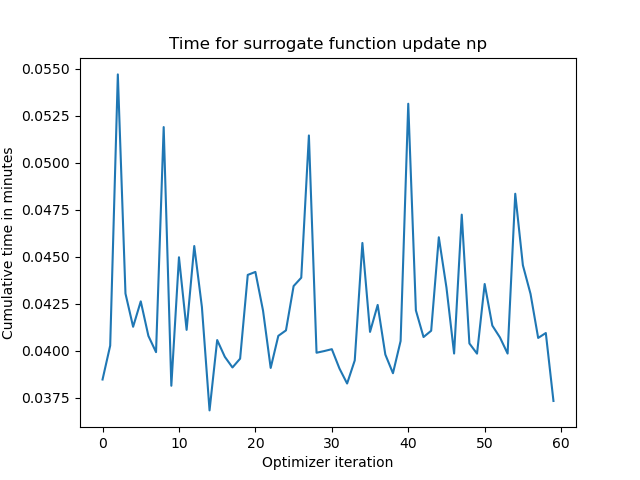 Time for surrogate function update np
0.0550
0.0525
0.0500
0.0475
0.0450
0.0425
0.0400
0.0375
Cumulative time in minutes
0 10 20 30 40 50 60
Optimizer iteration